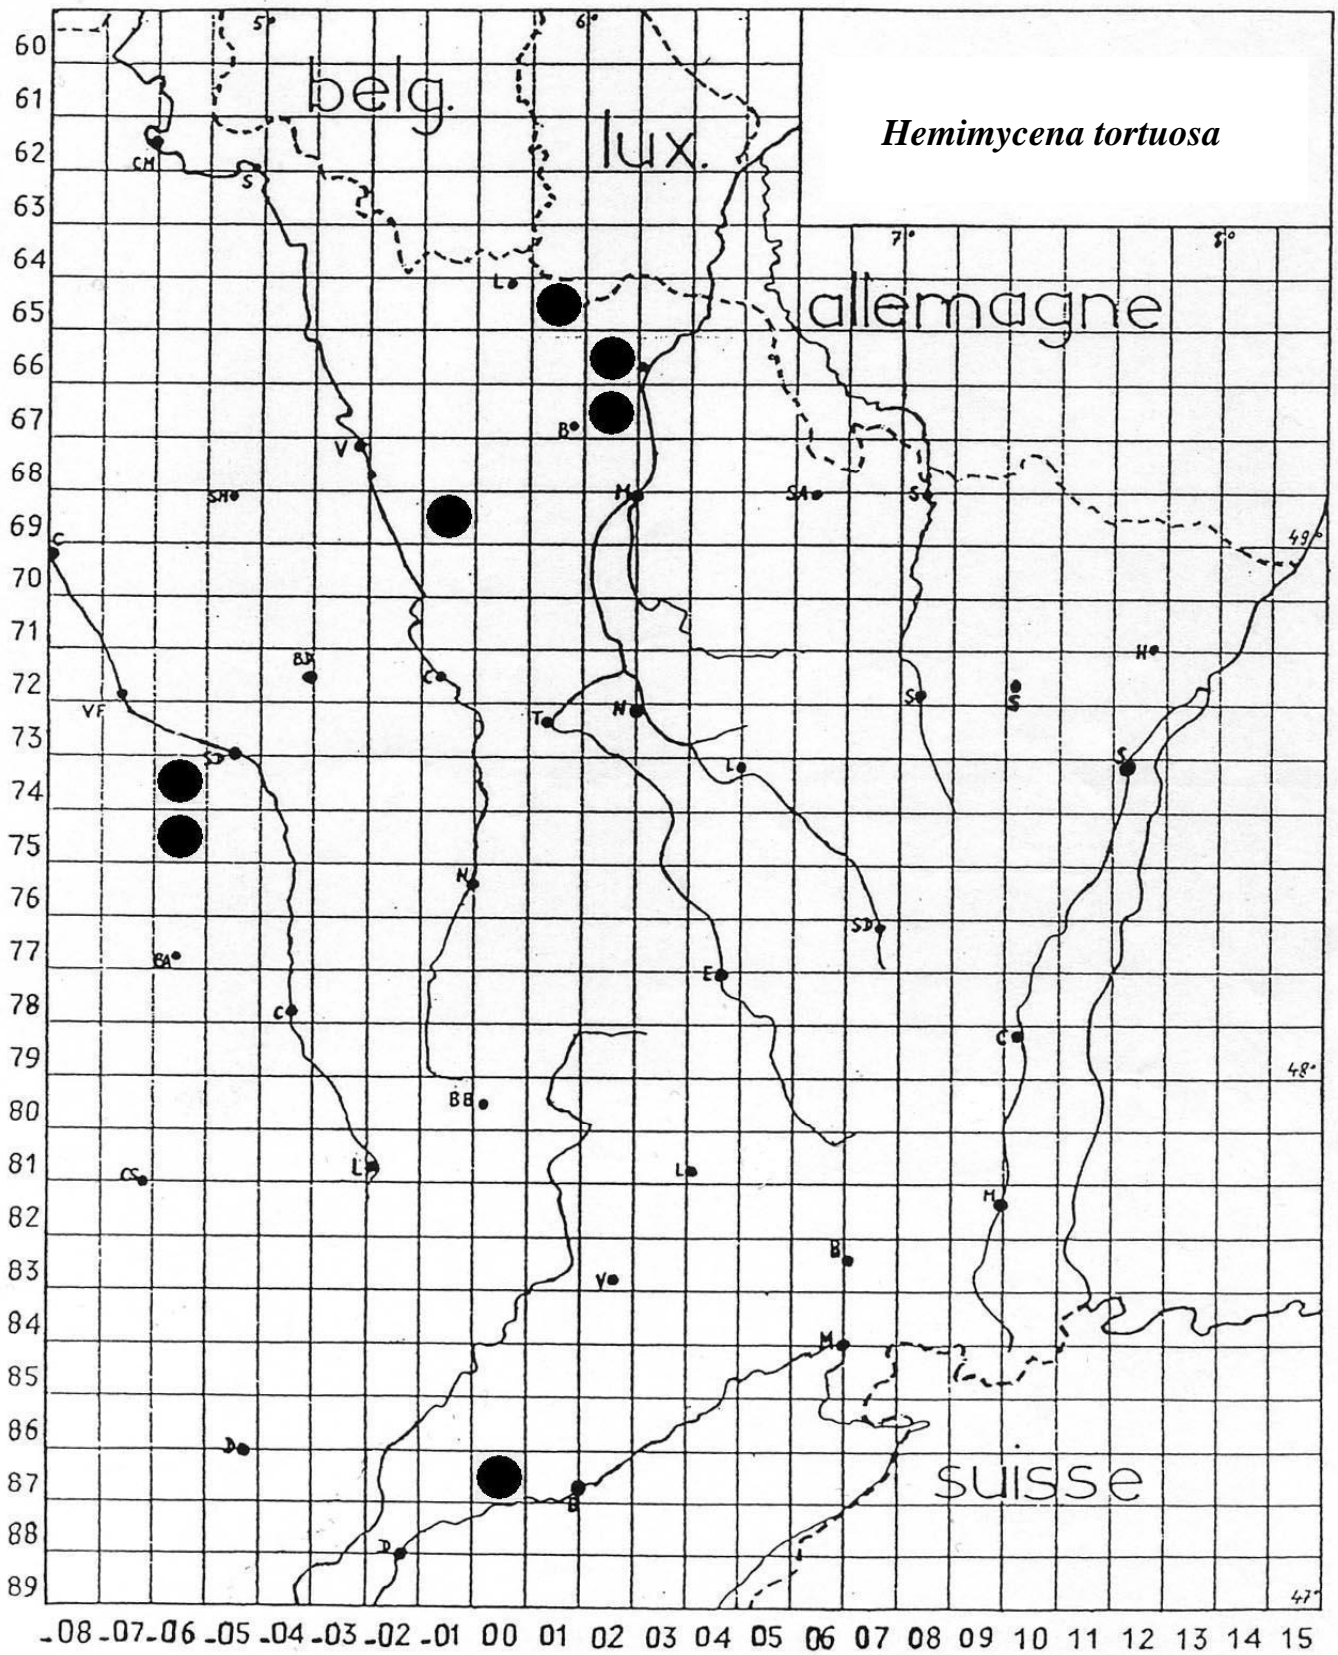 5° 6°
60
belg.
61
lux.
Hemimycena tortuosa
62
CM
S
63
7° 8°
64
L
allemagne
65
66
67
B
V
68
SM
M
SA
S
69
C
49°
70
71
BD
H
72
C
S
S
VF
T
N
73
SD
L
S
74
75
N
76
SD
77
BA
E
78
C
C
79
48°
80
BB
81
CS
L
L
M
82
B
83
V
84
M
85
86
D
suisse
87
B
88
D
89
47°
-08 -07 -06 -05 -04 -03 -02 -01 00 01 02 03 04 05 06 07 08 09 10 11 12 13 14 15